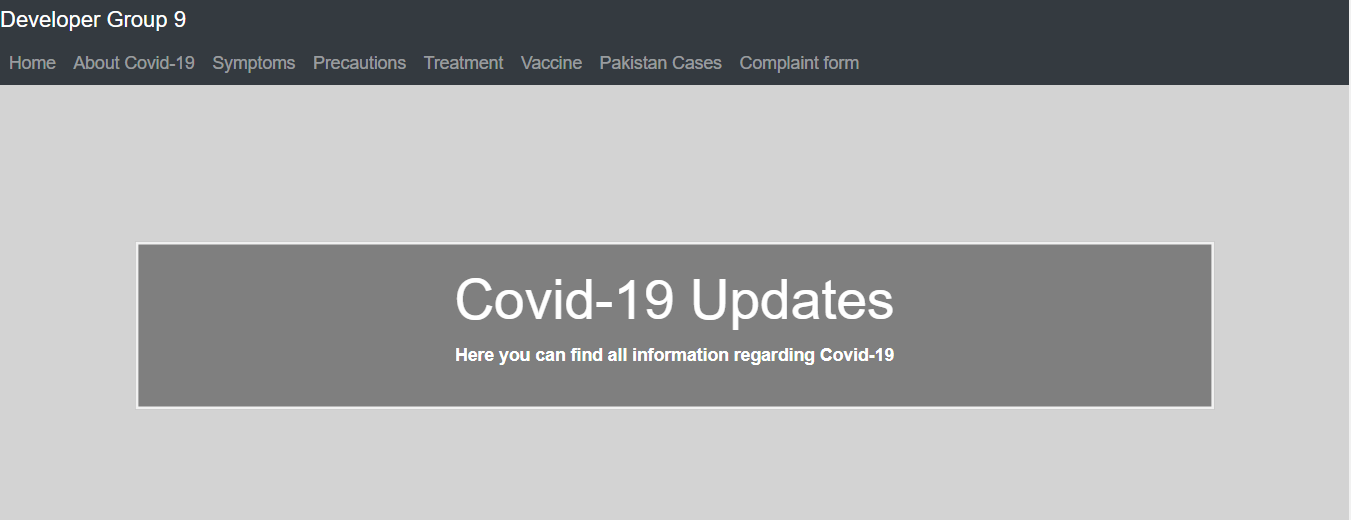 Developer Group 9
Home About Covid-19 Symptoms Precautions Treatment Vaccine Pakistan Cases Complaint form
Covid-19 Updates
Here you can find all information regarding Covid-19